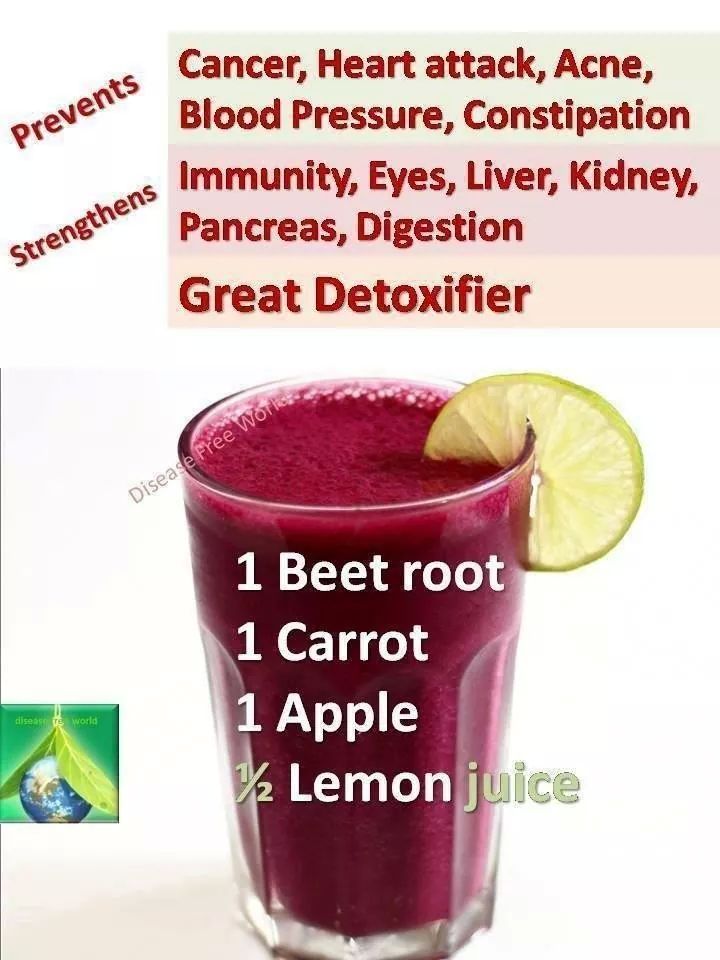 Prevents
Cancer, Heart attack, Acne,
Blood Pressure, Constipation
Strengthens
Immunity, Eyes, Liver, Kidney,
Pancreas, Digestion
Great Detoxifier
Disease Free World
1 Beet root
1 Carrot
1 Apple
½ Lemon juice
disease free world